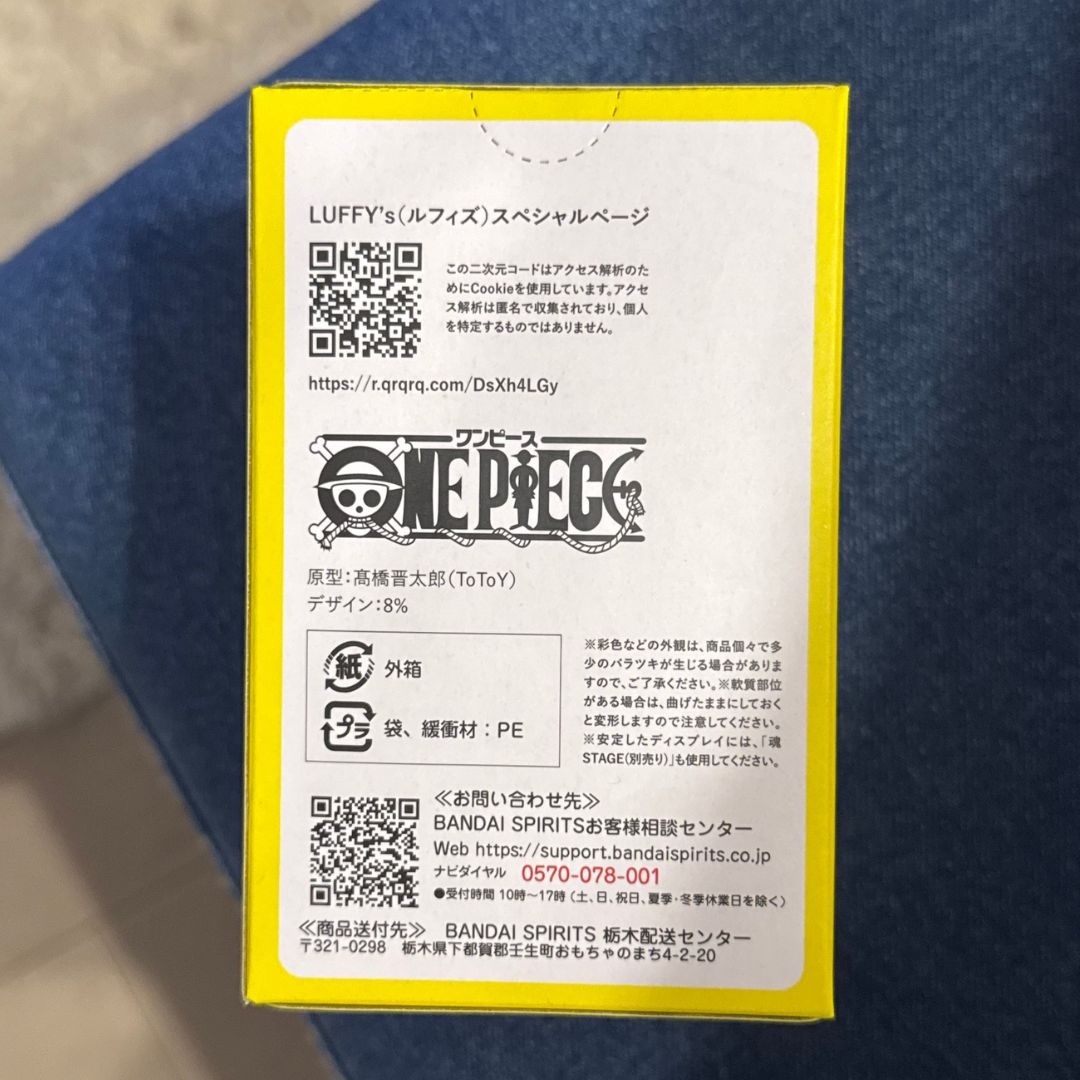 LUFFY's(ルフィズ)スペシャルページ
この二次元コードはアクセス解析のた
めにCookieを使用しています。アクセ
ス解析は匿名で収集されており、個人
を特定するものではありません。
https://r.qrqrq.com/DsXh4LGy
ワンピース
ONE PIECE
原型:髙橋晋太郎(ToToY)
デザイン:8%
紙 外箱
プラ 袋、緩衝材:PE
※彩色などの外観は、商品個々で多
少のバラツキが生じる場合がありま
すので、ご了承ください。※軟質部位
がある場合は、曲げたままにしておく
と変形しますので注意してください。
※安定したディスプレイには、「魂
STAGE(別売り)」も使用してください。
≪お問い合わせ先≫
BANDAI SPIRITSお客様相談センター
Web https://support.bandaispirits.co.jp
ナビダイヤル 0570-078-001
●受付時間 10時〜17時(土、日、祝日、夏季・冬季休業日を除く)
≪商品送付先≫ BANDAI SPIRITS 栃木配送センター
〒321-0298 栃木県下都賀郡壬生町おもちゃのまち4-2-20